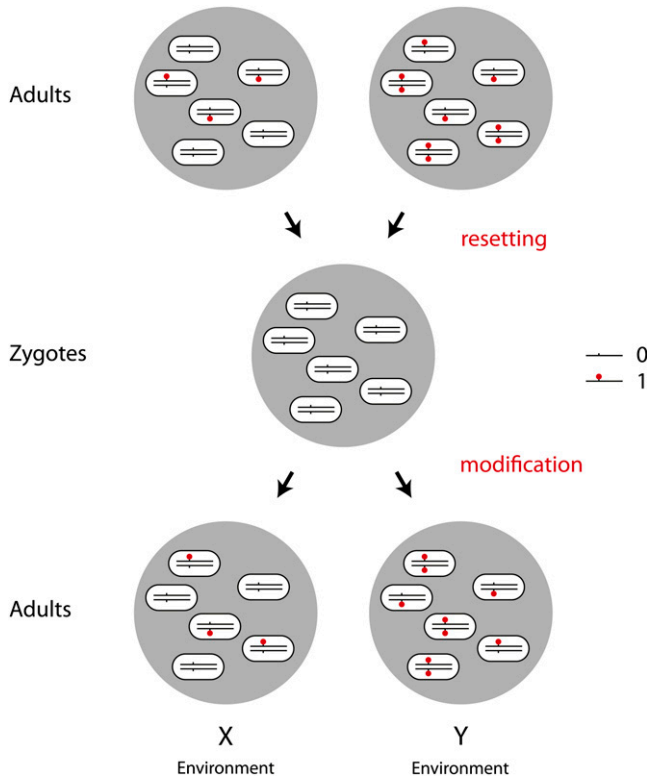 Adults
resetting
Zygotes
0
1
modification
Adults
X
Y
Environment
Environment